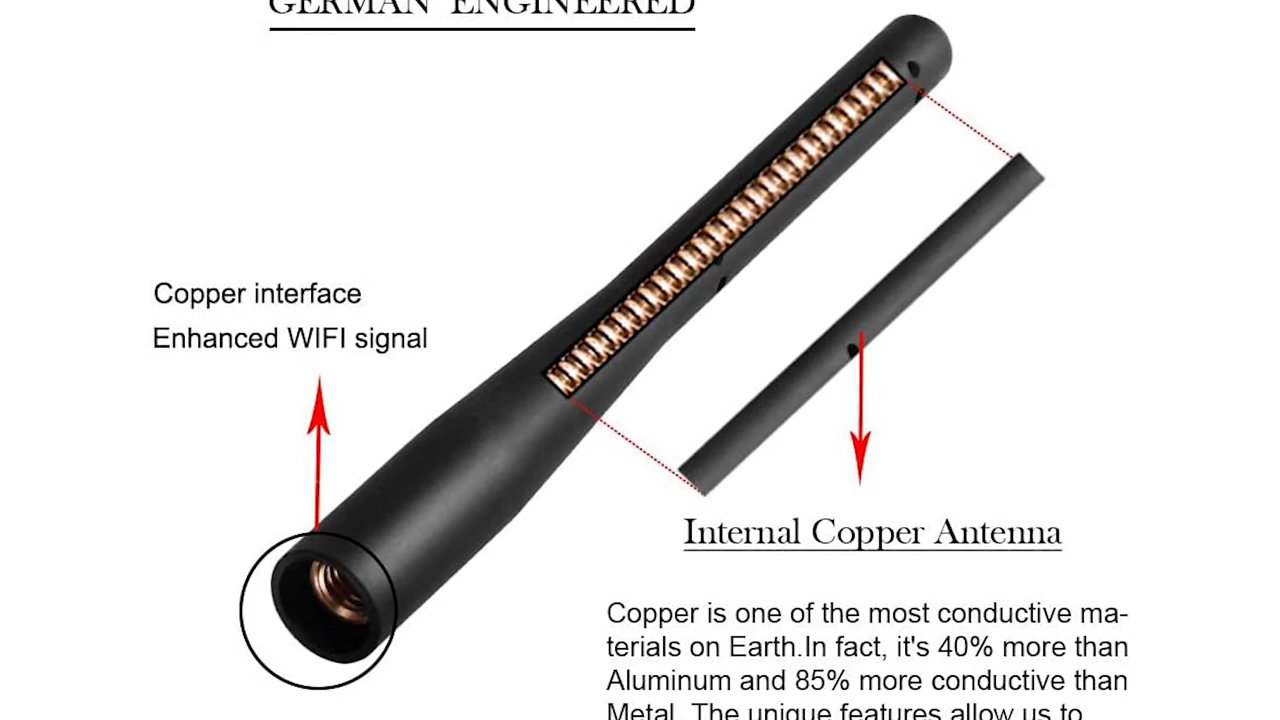 GERMAN ENGINEERED
Copper interface
Enhanced WIFI signal
Internal Copper Antenna
Copper is one of the most conductive ma-
terials on Earth.In fact, it's 40% more than
Aluminum and 85% more conductive than
Metal. The unique features allow us to